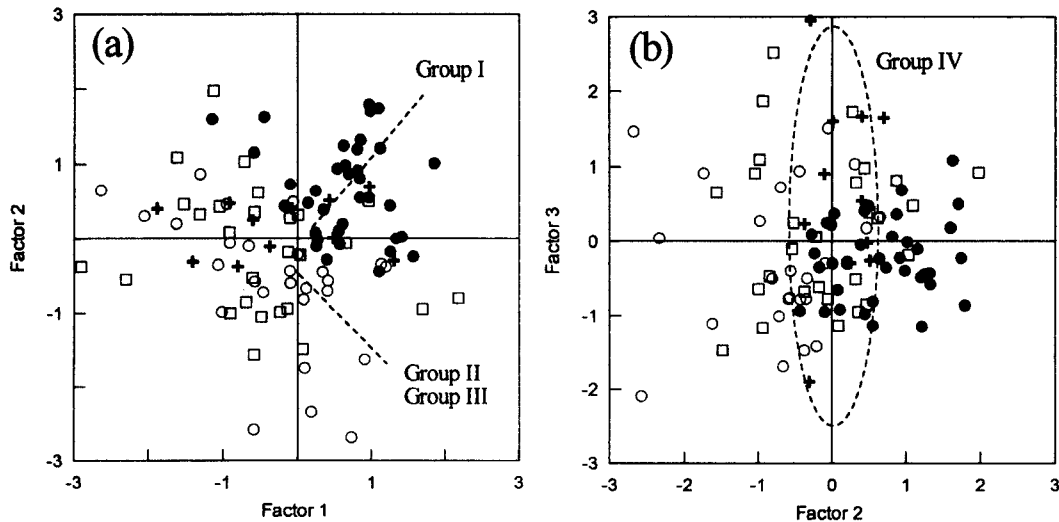 (a)
Group I
Group II
Group III
3
1
-1
-3
-3
-1
1
3
Factor 2
Factor 1
(b)
Group IV
3
2
1
0
-1
-2
-3
-3
-2
-1
0
1
2
3
Factor 3
Factor 2